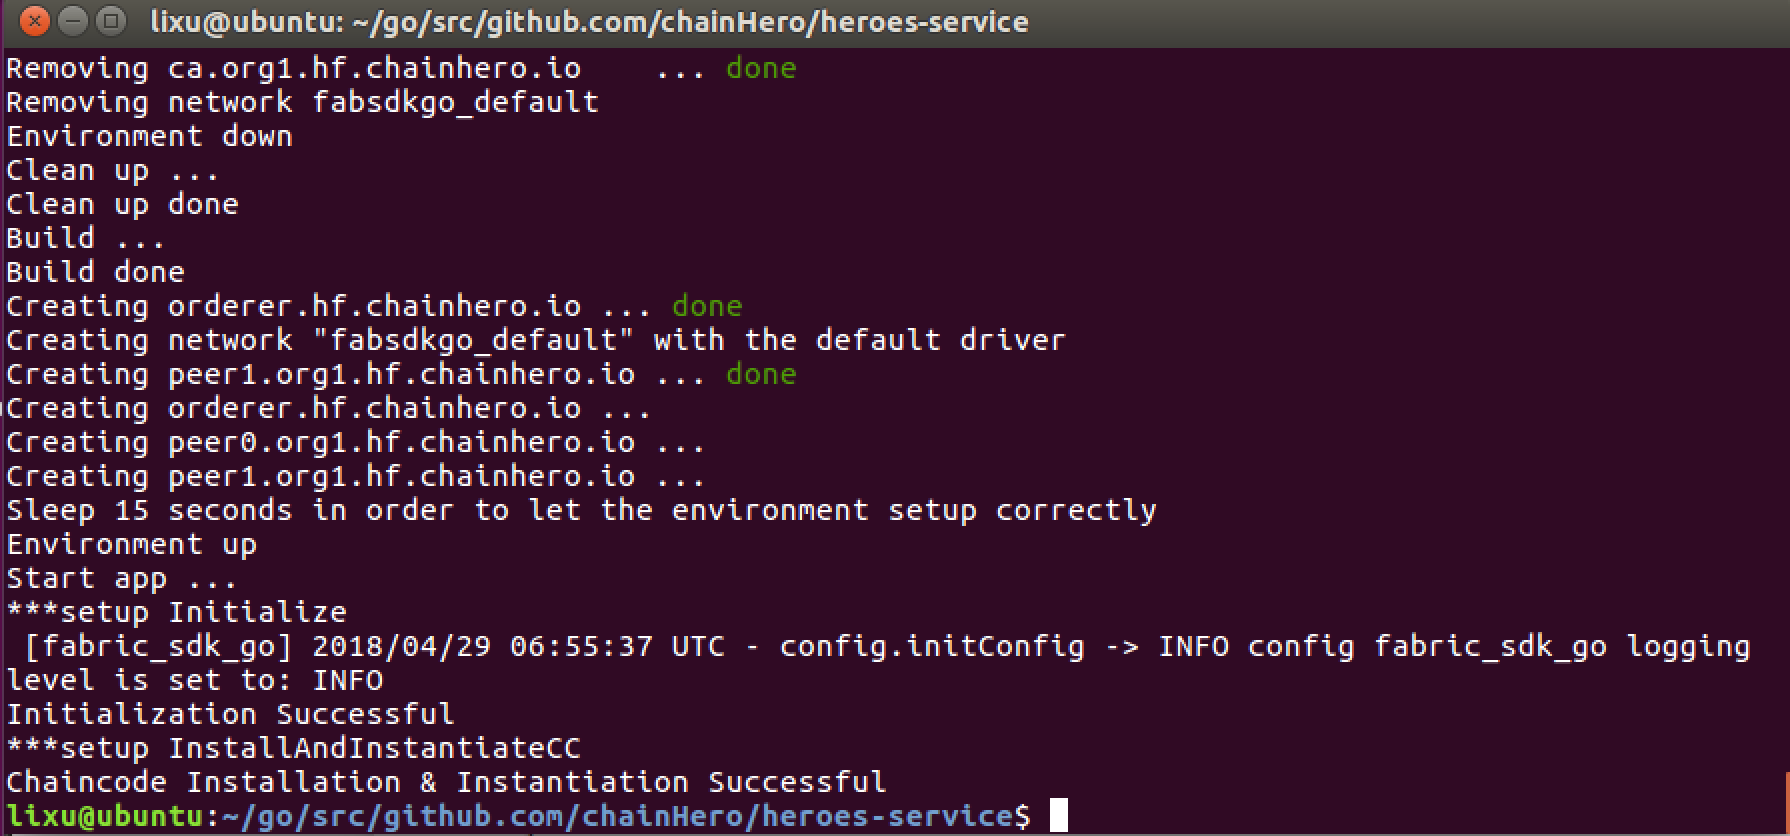 lixu@ubuntu: ~/go/src/github.com/chainHero/heroes-service
Removing ca.org1.hf.chainhero.io    ... done
Removing network fabsdkgo_default
Environment down
Clean up ...
Clean up done
Build ...
Build done
Creating orderer.hf.chainhero.io ... done
Creating network "fabsdkgo_default" with the default driver
Creating peer1.org1.hf.chainhero.io ... done
Creating orderer.hf.chainhero.io ...
Creating peer0.org1.hf.chainhero.io ...
Creating peer1.org1.hf.chainhero.io ...
Sleep 15 seconds in order to let the environment setup correctly
Environment up
Start app ...
***setup Initialize
 [fabric_sdk_go] 2018/04/29 06:55:37 UTC - config.initConfig -> INFO config fabric_sdk_go logging
level is set to: INFO
Initialization Successful
***setup InstallAndInstantiateCC
Chaincode Installation & Instantiation Successful
lixu@ubuntu:~/go/src/github.com/chainHero/heroes-service$